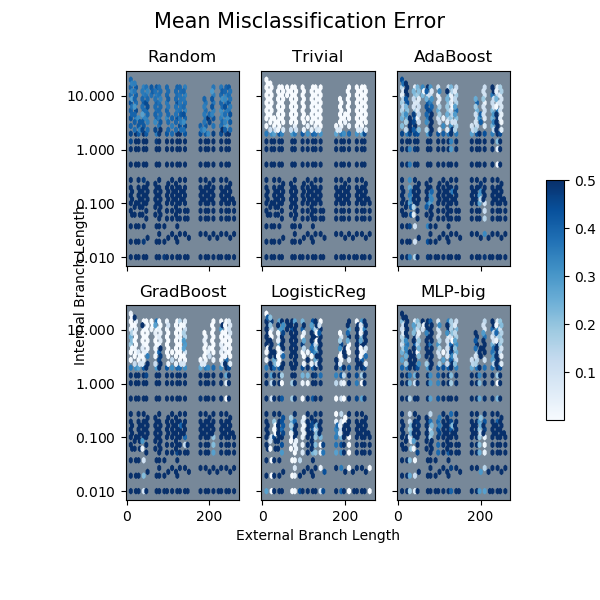 Mean Misclassification Error
Random
Trivial
AdaBoost
10.000
1.000
0.100
0.010
GradBoost
LogisticReg
MLP-big
10.000
1.000
0.100
0.010
0
200
0
200
0
200
Internal Branch Length
External Branch Length
0.5
0.4
0.3
0.2
0.1